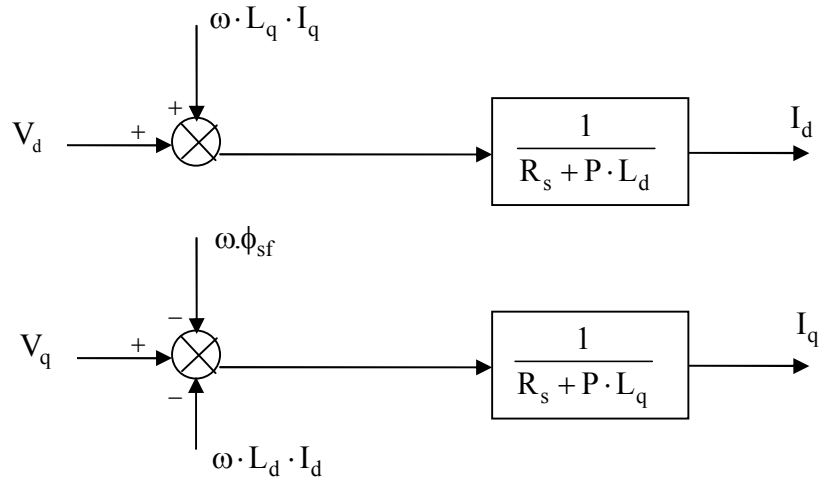 ω·L_q·I_q
+
V_d
+
1
R_s + P·L_d
I_d
ω.ϕ_sf
−
V_q
+
1
R_s + P·L_q
I_q
−
ω·L_d·I_d